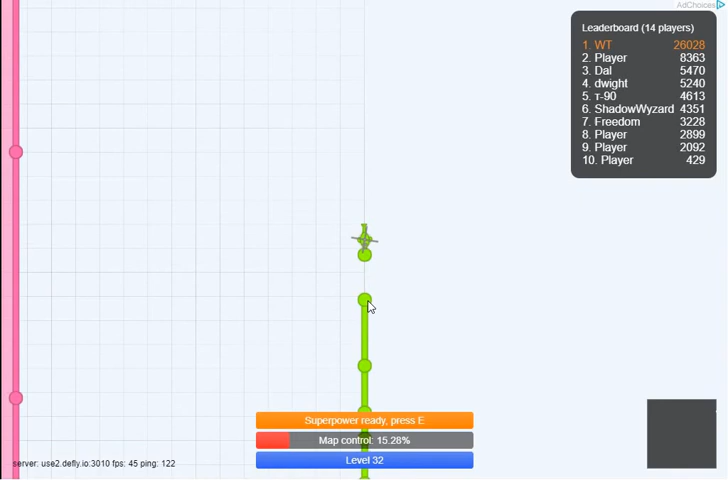 AdChoices
Leaderboard (14 players)
1. WT 26028
2. Player 8363
3. Dal 5470
4. dwight 5240
5. т-90 4613
6. ShadowWyzard 4351
7. Freedom 3228
8. Player 2899
9. Player 2092
10. Player 429
Superpower ready, press E
Map control: 15.28%
Level 32
server: use2.defly.io:3010 fps: 45 ping: 122